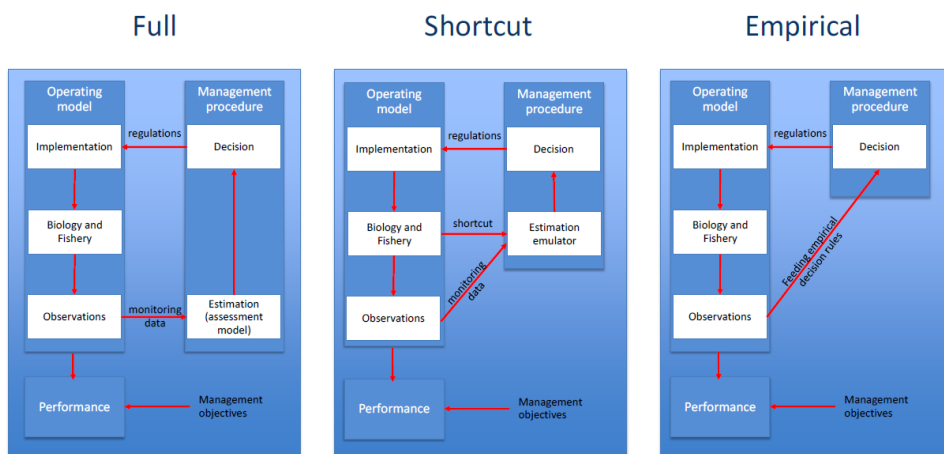 Full
Operating
model
Management
procedure
Implementation
regulations
Decision
Biology and
Fishery
Observations
monitoring
data
Estimation
(assessment
model)
Performance
Management
objectives
Shortcut
Operating
model
Management
procedure
Implementation
regulations
Decision
Biology and
Fishery
shortcut
Estimation
emulator
monitoring
data
Observations
Performance
Management
objectives
Empirical
Operating
model
Management
procedure
Implementation
regulations
Decision
Biology and
Fishery
Feeding empirical
decision rules
Observations
Performance
Management
objectives